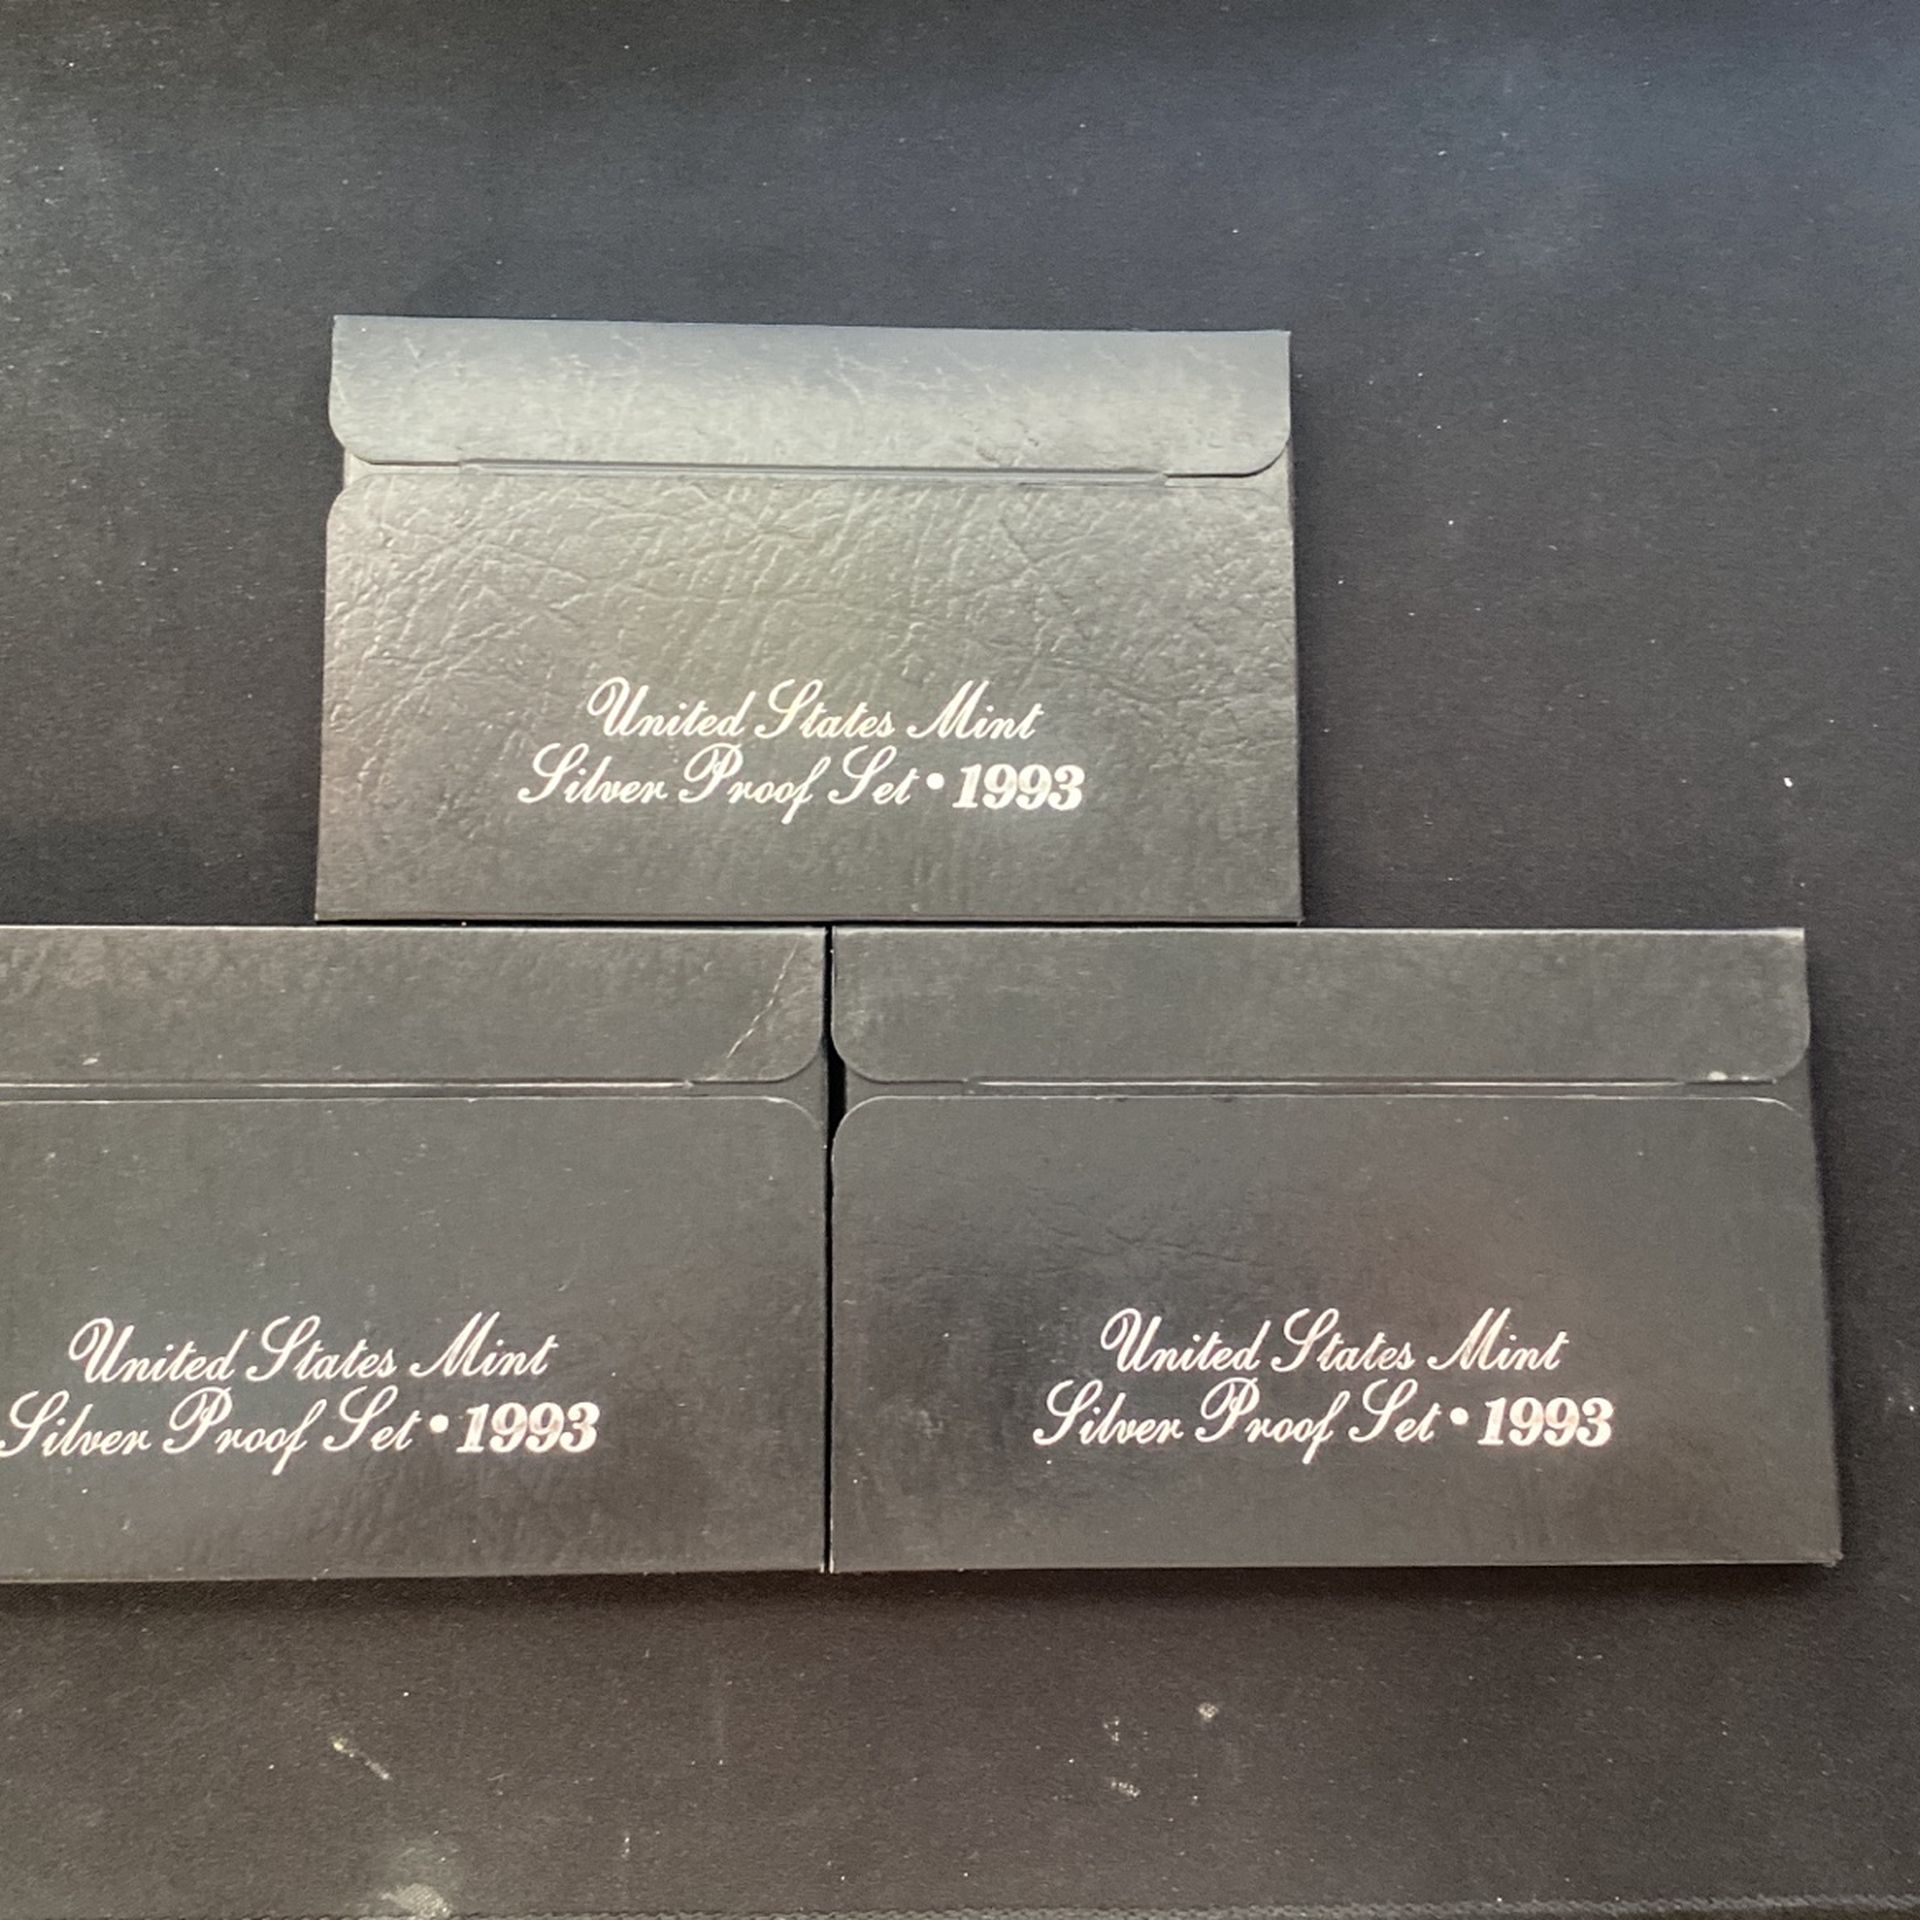 United States Mint
Silver Proof Set • 1993
United States Mint
Silver Proof Set • 1993
United States Mint
Silver Proof Set • 1993